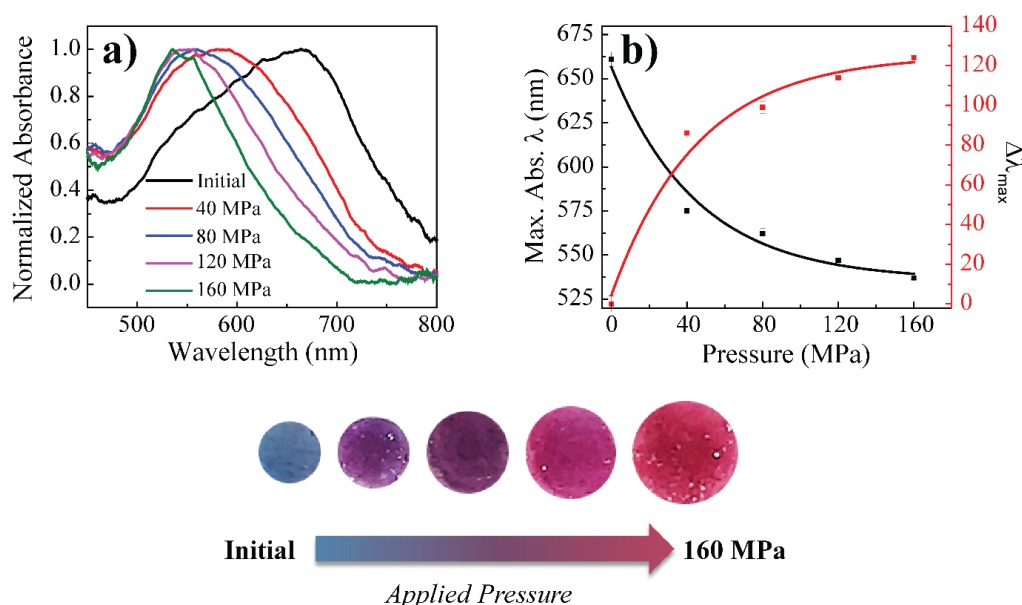 a)
1.0
0.8
0.6
0.4
0.2
0.0
Normalized Absorbance
Initial
40 MPa
80 MPa
120 MPa
160 MPa
500 600 700 800
Wavelength (nm)
b)
675
650
625
600
575
550
525
Max. Abs. λ (nm)
140
120
100
80
60
40
20
0
Δλmax
0 40 80 120 160
Pressure (MPa)
Initial 160 MPa
Applied Pressure